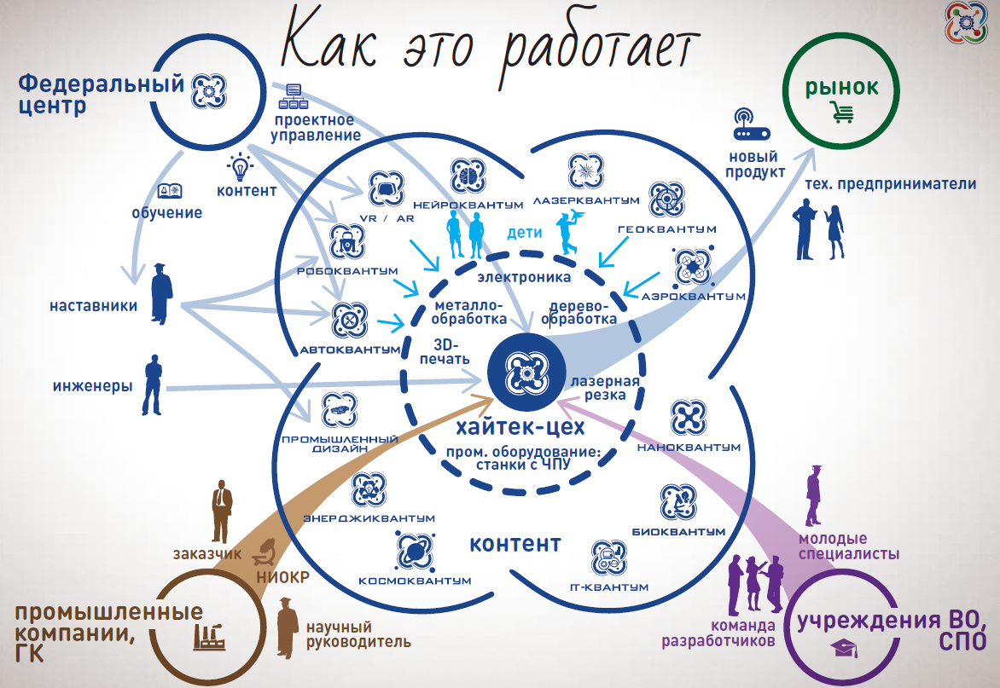 Как это работает
Федеральный
центр
проектное
управление
контент
обучение
рынок
новый
продукт
тех. предприниматели
VR / AR
НЕЙРОКВАНТУМ
ЛАЗЕРКВАНТУМ
ГЕОКВАНТУМ
дети
РОБОКВАНТУМ
АЭРОКВАНТУМ
АВТОКВАНТУМ
электроника
металло-
обработка
дерево-
обработка
3D-
печать
лазерная
резка
хайтек-цех
пром. оборудование:
станки с ЧПУ
наставники
инженеры
ПРОМЫШЛЕННЫЙ
ДИЗАЙН
НАНОКВАНТУМ
ЭНЕРДЖИКВАНТУМ
БИОКВАНТУМ
контент
КОСМОКВАНТУМ
IT-КВАНТУМ
заказчик
НИОКР
промышленные
компании,
ГК
научный
руководитель
молодые
специалисты
команда
разработчиков
учреждения ВО,
СПО